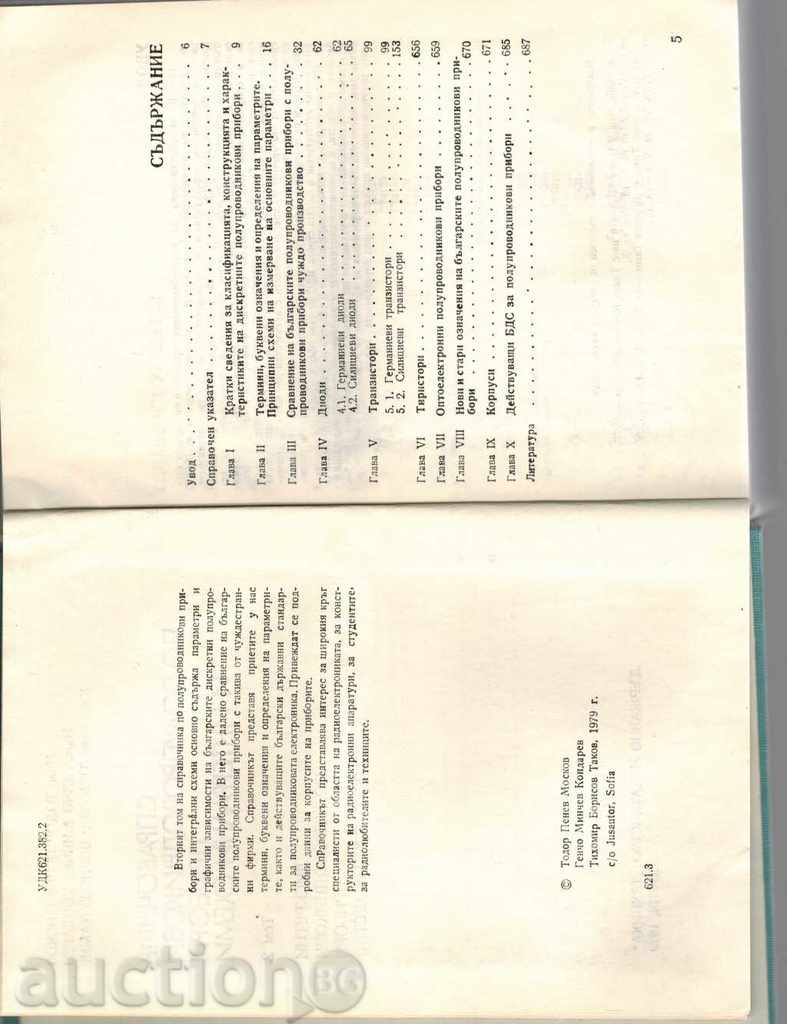 УДК621.382.2
Вторият том на справочника по полупроводникови при-
бори и интегрални схеми основно съдържа параметри и
графични зависимости на българските дискретни полупро-
водникови прибори. В него е дадено сравнение на българ-
ските полупроводникови прибори с такива от чуждестран-
ни фирми. Справочникът представя приетите у нас
термини, буквени означения и определения на параметри-
те, както и действуващите български държавни стандар-
ти за полупроводниковата електроника. Привеждат се под-
робни данни за корпусите на приборите.
Справочникът представлява интерес за широкия кръг
специалисти от областта на радиоелектрониката, за конст-
рукторите на радиоелектронни апаратури, за студентите,
за радиолюбителите и техниците.
© Тодор Пенев Москов
Генчо Минчев Кондарев
Тихомир Борисов Таков, 1979 г.
c/o Jusautor, Sofia
621.3
СЪДЪРЖАНИЕ
Увод . . . . . . . . . . 6
Справочен указател . . . . . . . . . . 7
Глава I Кратки сведения за класификацията, конструкцията и харак-
теристиките на дискретните полупроводникови прибори . . . 9
Глава II Термини, буквени означения и определения на параметрите.
Принципни схеми на измерване на основните параметри . . . . 16
Глава III Сравнение на българските полупроводникови прибори с полу-
проводникови прибори чуждо производство . . . . . . . . . 32
Глава IV Диоди . . . . . . . . . . 62
4.1. Германиеви диоди . . . . . . . . . . 62
4.2. Силициеви диоди . . . . . . . . . . 65
Глава V Транзистори . . . . . . . . . . 99
5. 1. Германиеви транзистори . . . . . . . . . . 99
5. 2. Силициеви транзистори . . . . . . . . . . 153
Глава VI Тиристори . . . . . . . . . . 656
Глава VII Оптоелектронни полупроводникови прибори . . . . . . . . 659
Глава VIII Нови и стари означения на българските полупроводникови при-
бори . . . . . . . . . . 670
Глава IX Корпуси . . . . . . . . . . 671
Глава X Действуващи БДС за полупроводникови прибори . . . . . 685
Литература . . . . . . . . . . 687
5
auction.bg